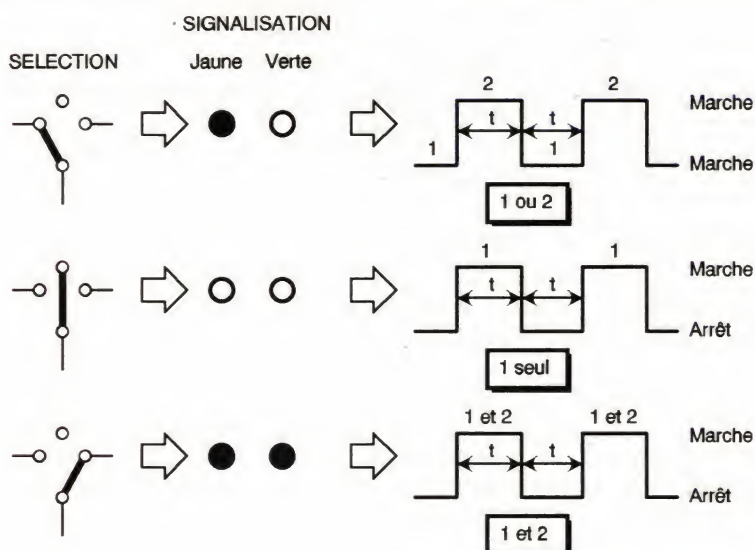 SIGNALISATION
SELECTION Jaune Verte
2 2 Marche
t t
1 1 Marche
1 ou 2
1 1 Marche
t t
Arrêt
1 seul
1 et 2 1 et 2 Marche
t t
Arrêt
1 et 2